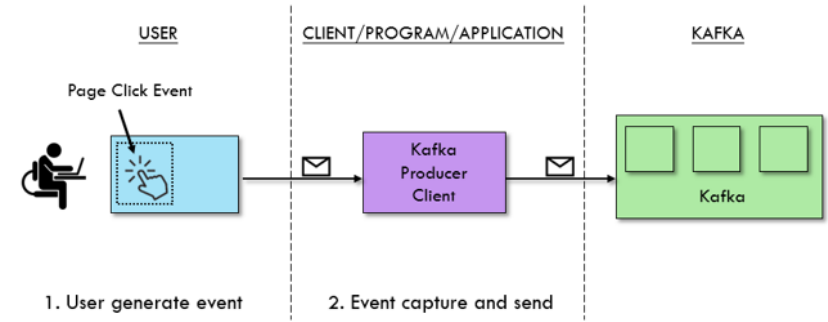 USER
CLIENT/PROGRAM/APPLICATION
KAFKA
Page Click Event
Kafka
Producer
Client
Kafka
1. User generate event
2. Event capture and send